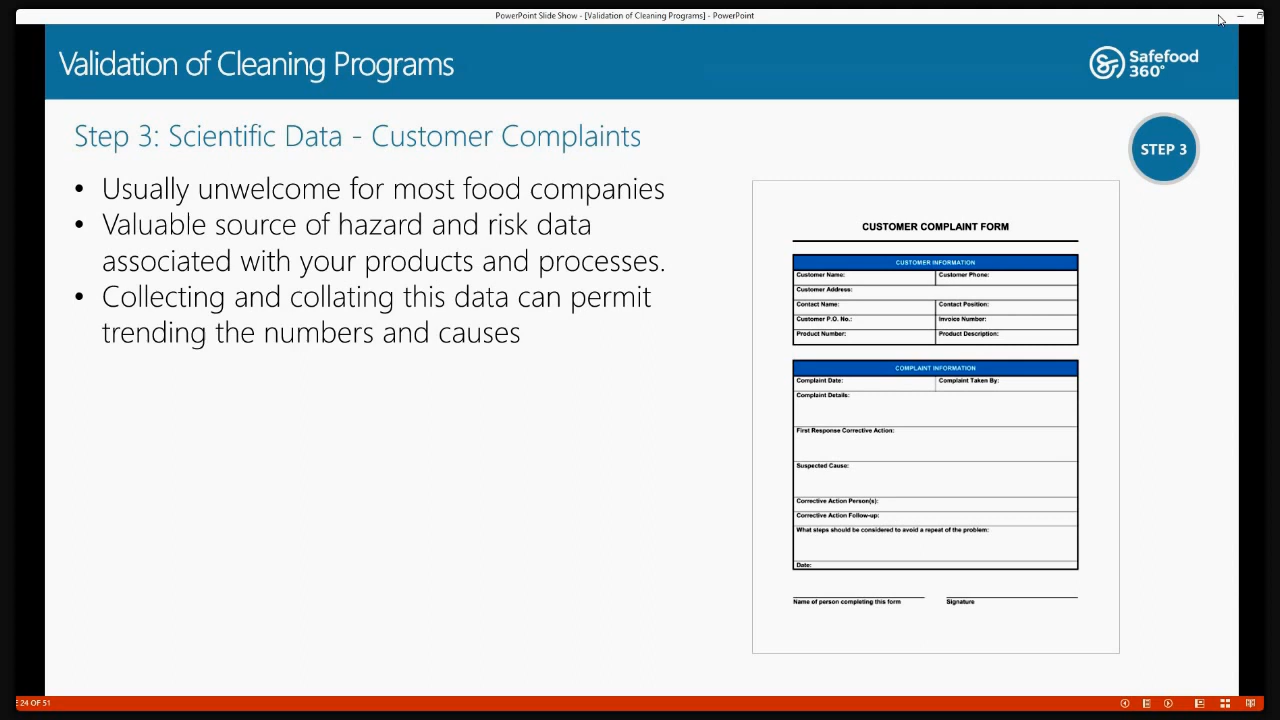 PowerPoint Slide Show - [Validation of Cleaning Programs] - PowerPoint
Validation of Cleaning Programs
Safefood
360°
Step 3: Scientific Data - Customer Complaints
STEP 3
• Usually unwelcome for most food companies
• Valuable source of hazard and risk data
associated with your products and processes.
• Collecting and collating this data can permit
trending the numbers and causes
CUSTOMER COMPLAINT FORM
CUSTOMER INFORMATION
Customer Name: Customer Phone:
Customer Address:
Contact Name: Contact Position:
Customer P.O. No.: Invoice Number:
Product Number: Product Description:
COMPLAINT INFORMATION
Complaint Date: Complaint Taken By:
Complaint Details:
First Response Corrective Action:
Suspected Cause:
Corrective Action Person(s):
Corrective Action Follow-up:
What steps should be considered to avoid a repeat of the problem:
Date:
Name of person completing this form Signature
24 OF 51